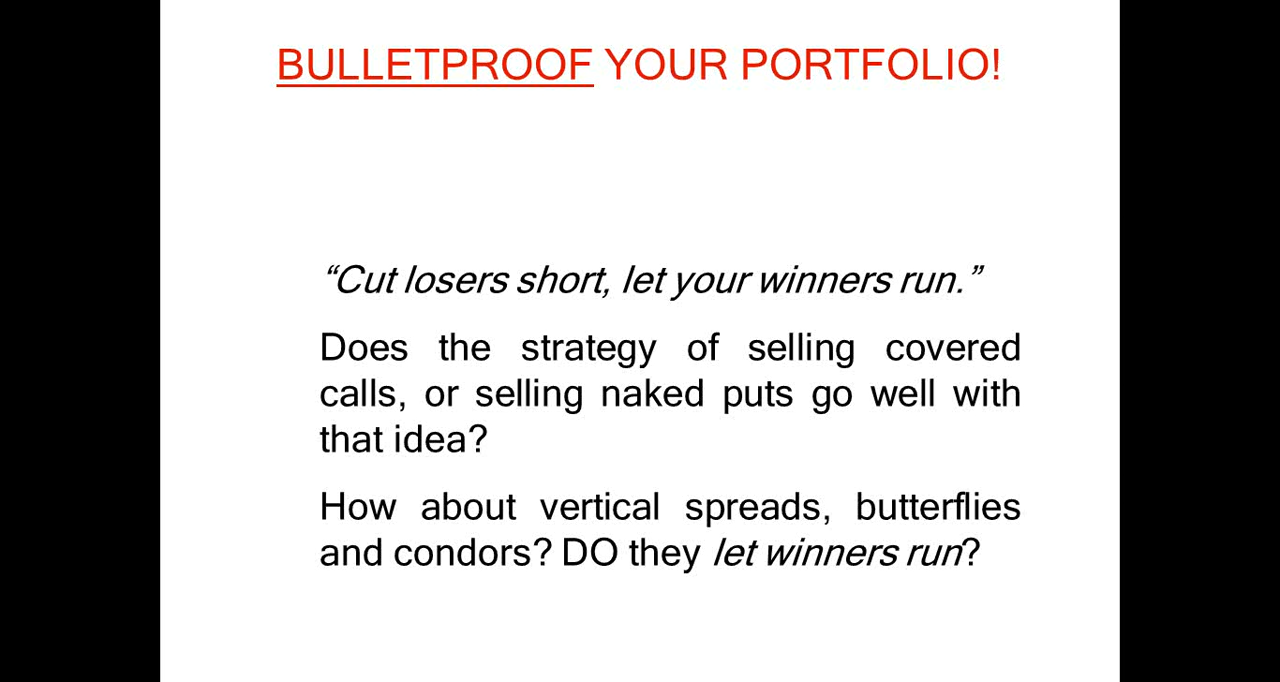 BULLETPROOF YOUR PORTFOLIO!
“Cut losers short, let your winners run.”
Does the strategy of selling covered
calls, or selling naked puts go well with
that idea?
How about vertical spreads, butterflies
and condors? DO they let winners run?